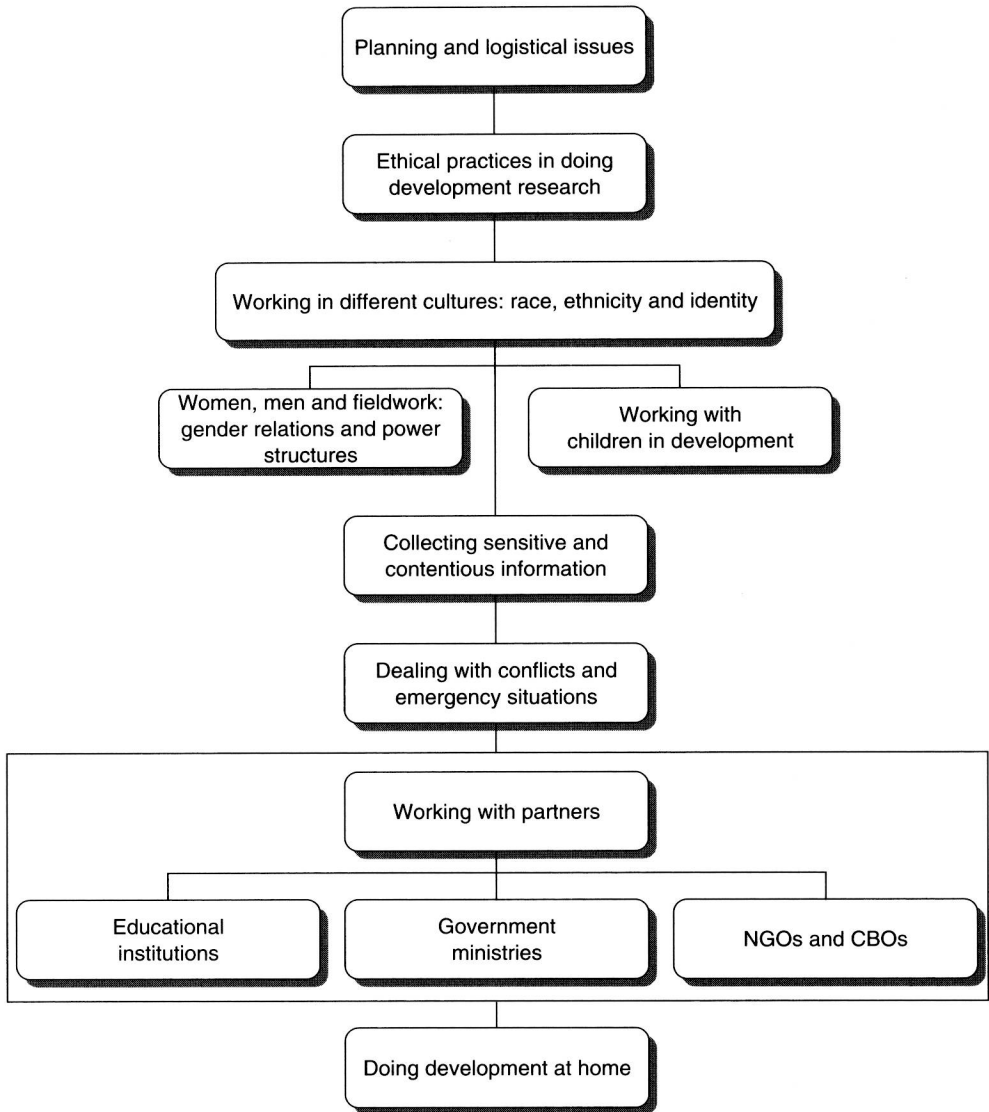 Planning and logistical issues
Ethical practices in doing
development research
Working in different cultures: race, ethnicity and identity
Women, men and fieldwork:
gender relations and power
structures
Working with
children in development
Collecting sensitive and
contentious information
Dealing with conflicts and
emergency situations
Working with partners
Educational
institutions
Government
ministries
NGOs and CBOs
Doing development at home